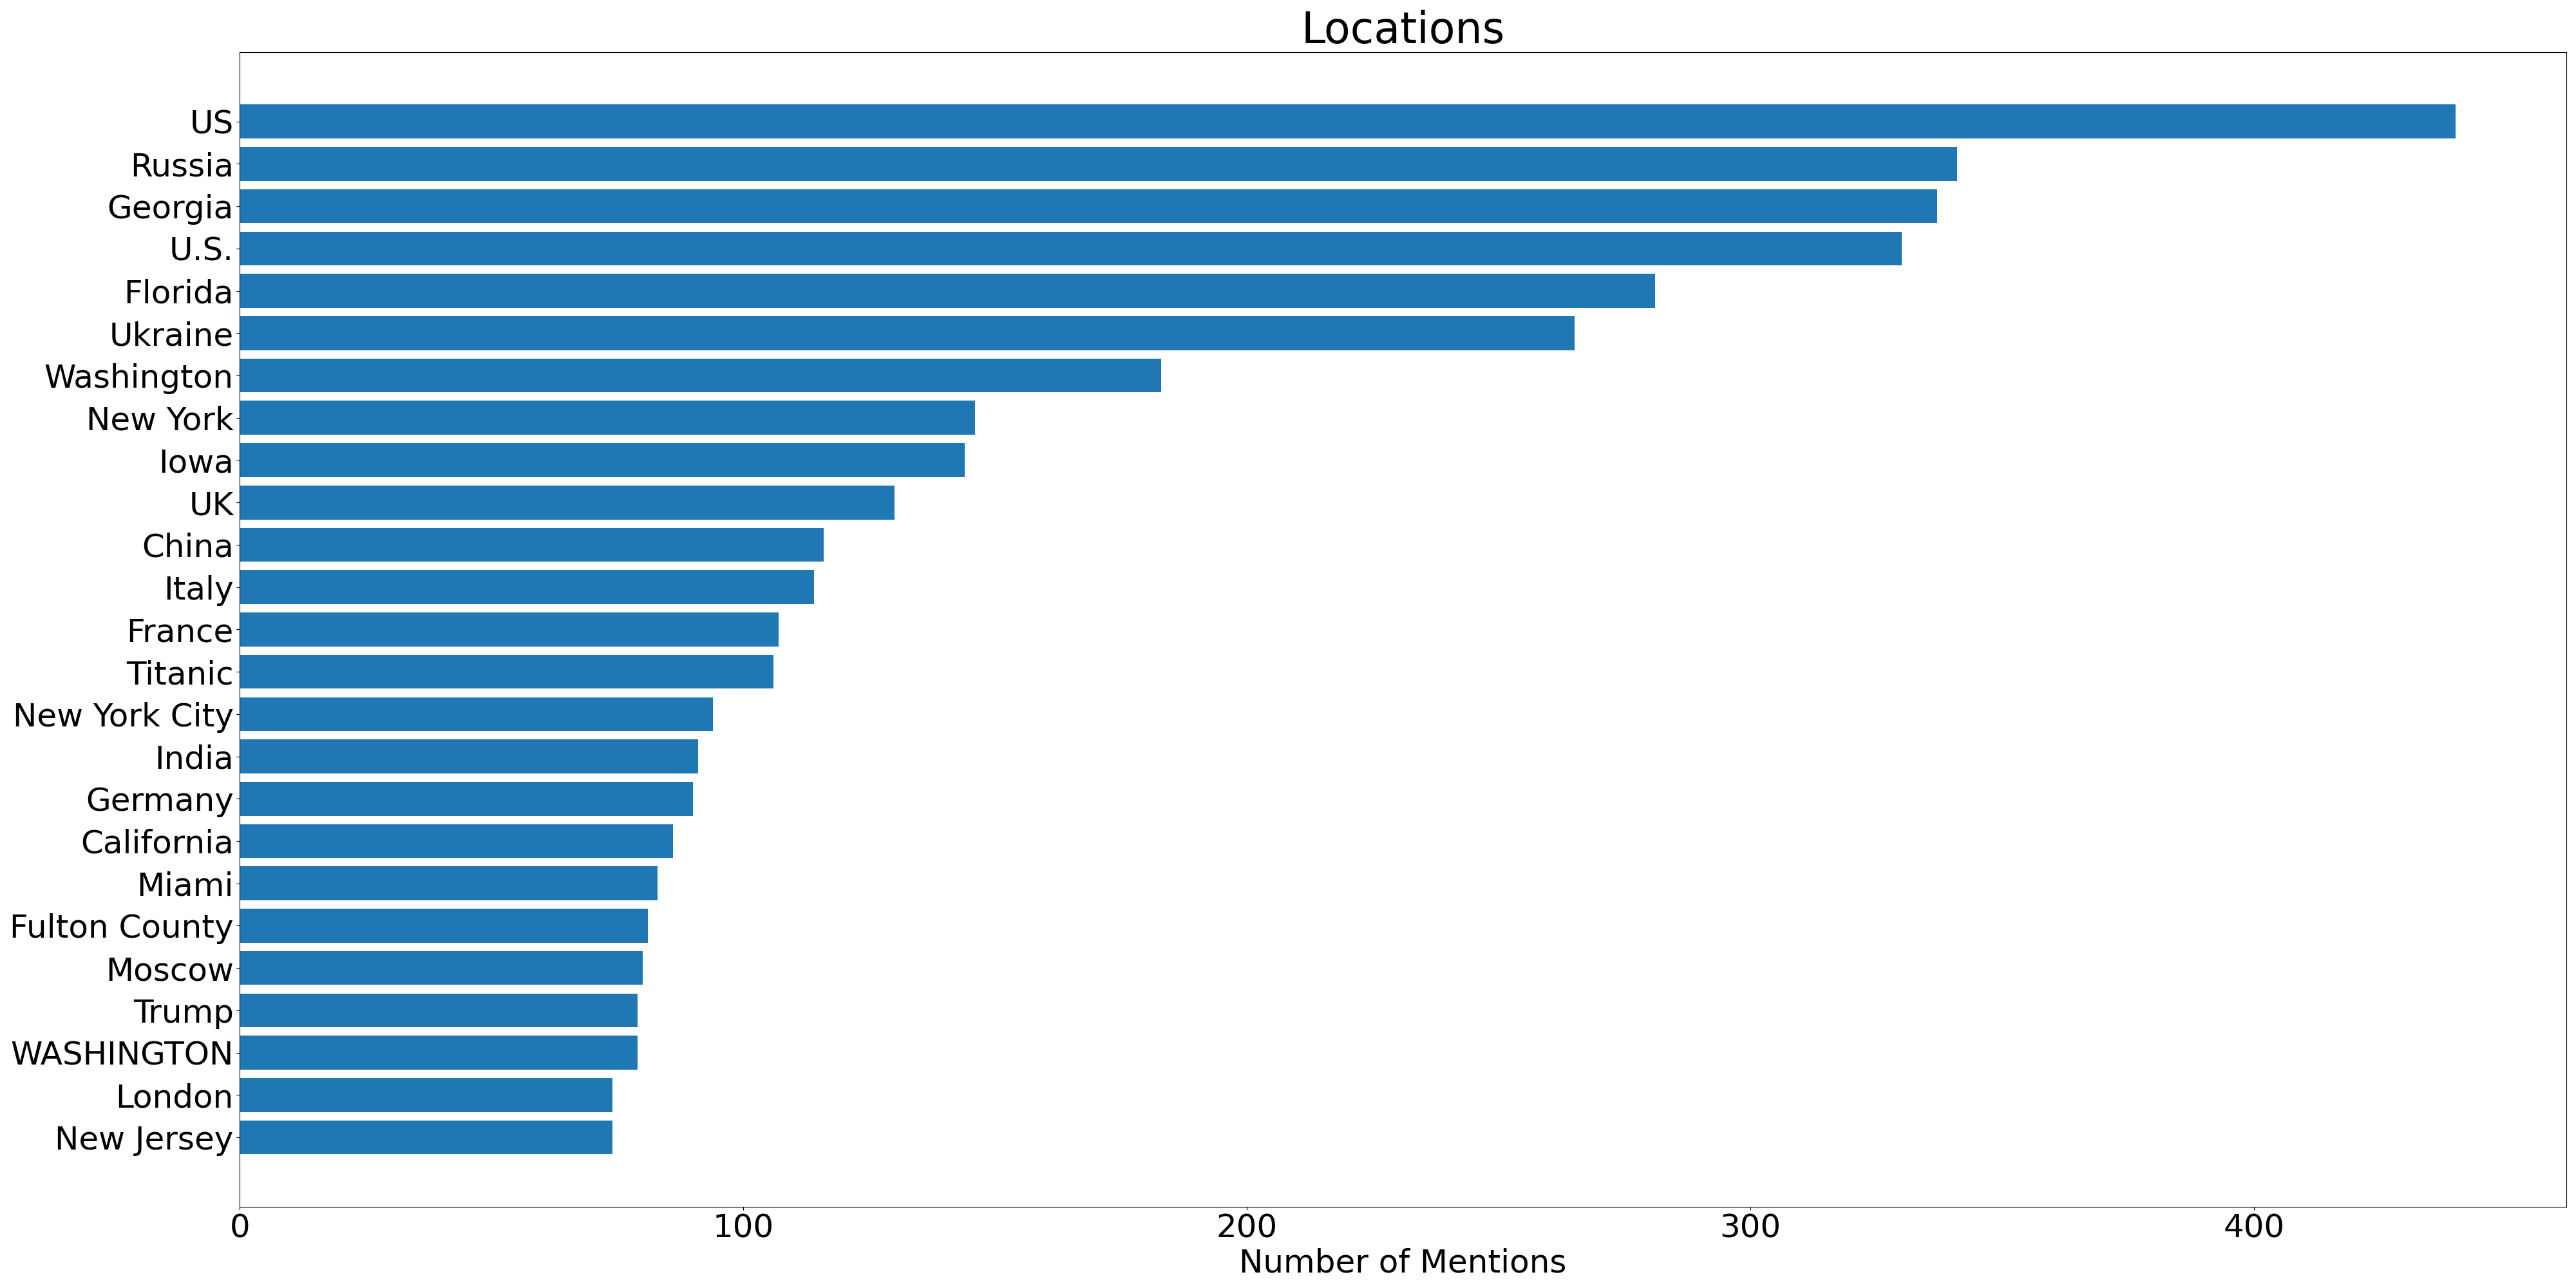 Locations
US
Russia
Georgia
U.S.
Florida
Ukraine
Washington
New York
Iowa
UK
China
Italy
France
Titanic
New York City
India
Germany
California
Miami
Fulton County
Moscow
Trump
WASHINGTON
London
New Jersey
0 100 200 300 400
Number of Mentions